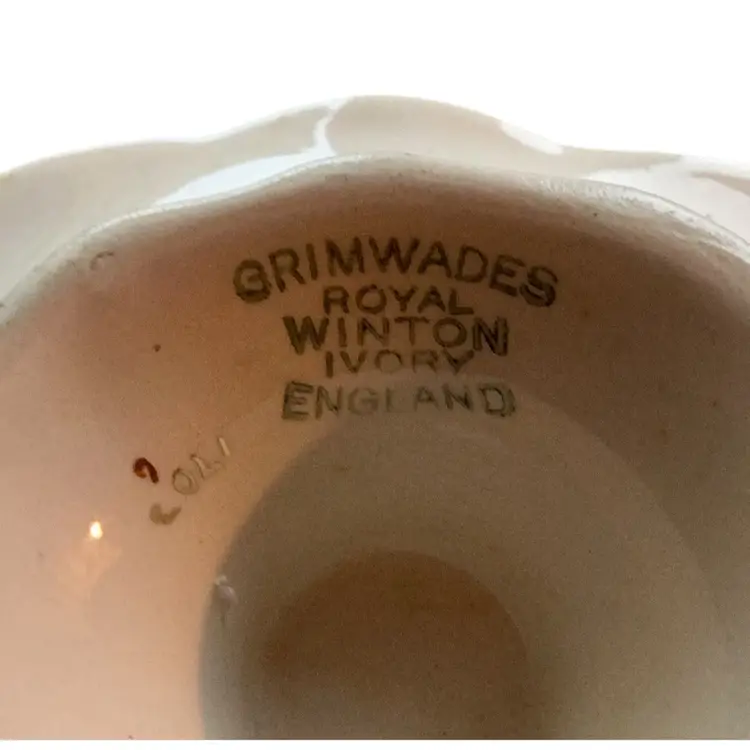 GRIMWADES
ROYAL
WINTON
IVORY
ENGLAND